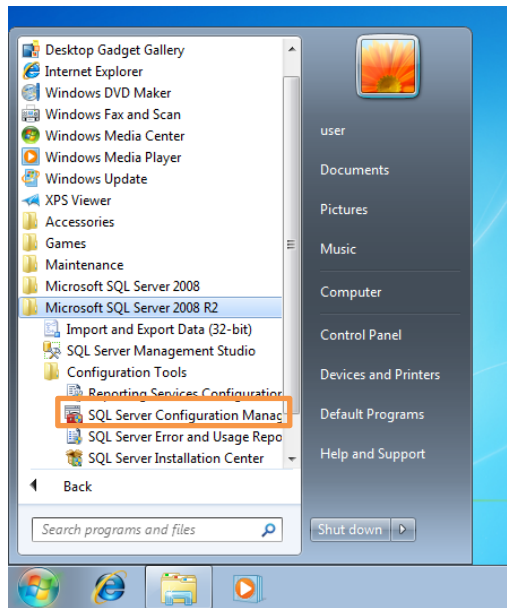 Desktop Gadget Gallery
Internet Explorer
Windows DVD Maker
Windows Fax and Scan
Windows Media Center
Windows Media Player
Windows Update
XPS Viewer
Accessories
Games
Maintenance
Microsoft SQL Server 2008
Microsoft SQL Server 2008 R2
Import and Export Data (32-bit)
SQL Server Management Studio
Configuration Tools
Reporting Services Configuration
SQL Server Configuration Manag
SQL Server Error and Usage Repo
SQL Server Installation Center
Back
Search programs and files
user
Documents
Pictures
Music
Computer
Control Panel
Devices and Printers
Default Programs
Help and Support
Shut down